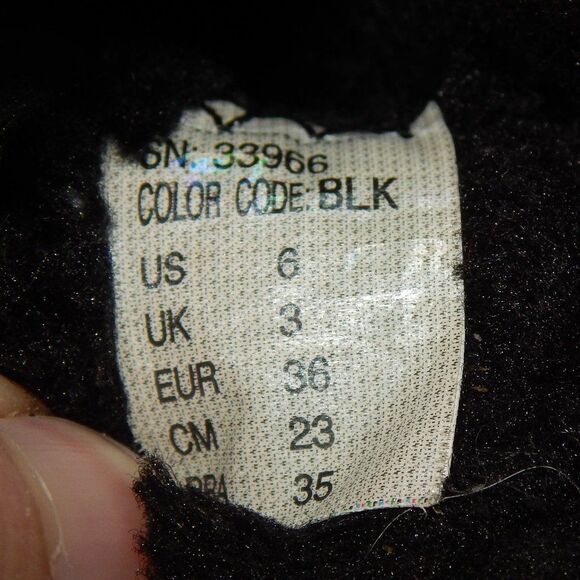 SN: 33966
COLOR CODE: BLK
US 6
UK 3
EUR 36
CM 23
35